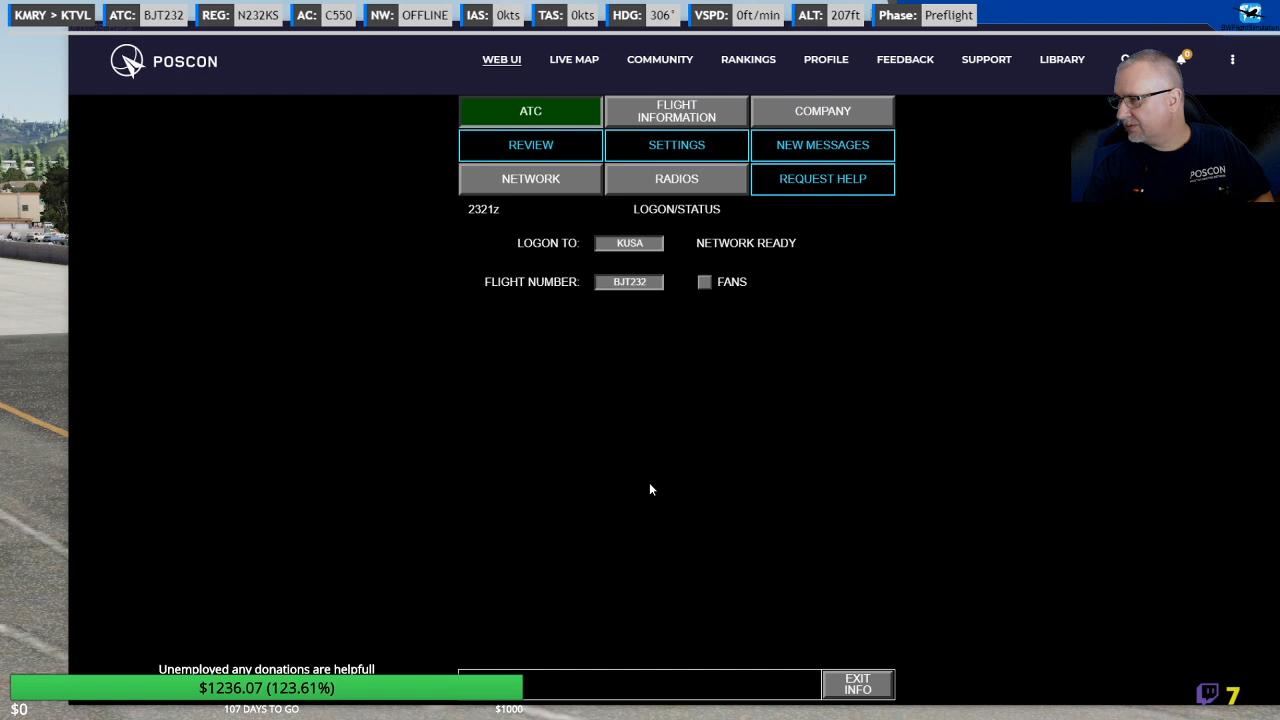 KMRY > KTVL ATC: BJT232 REG: N232KS AC: C550 NW: OFFLINE IAS: 0kts TAS: 0kts HDG: 306° VSPD: 0ft/min ALT: 207ft Phase: Preflight
POSCON WEB UI LIVE MAP COMMUNITY RANKINGS PROFILE FEEDBACK SUPPORT LIBRARY 0
ATC FLIGHT INFORMATION COMPANY
REVIEW SETTINGS NEW MESSAGES
NETWORK RADIOS REQUEST HELP
POSCON
2321z LOGON/STATUS
LOGON TO: KUSA NETWORK READY
FLIGHT NUMBER: BJT232 FANS
Unemployed any donations are helpfull
$1236.07 (123.61%)
EXIT INFO
$0 107 DAYS TO GO $1000
7